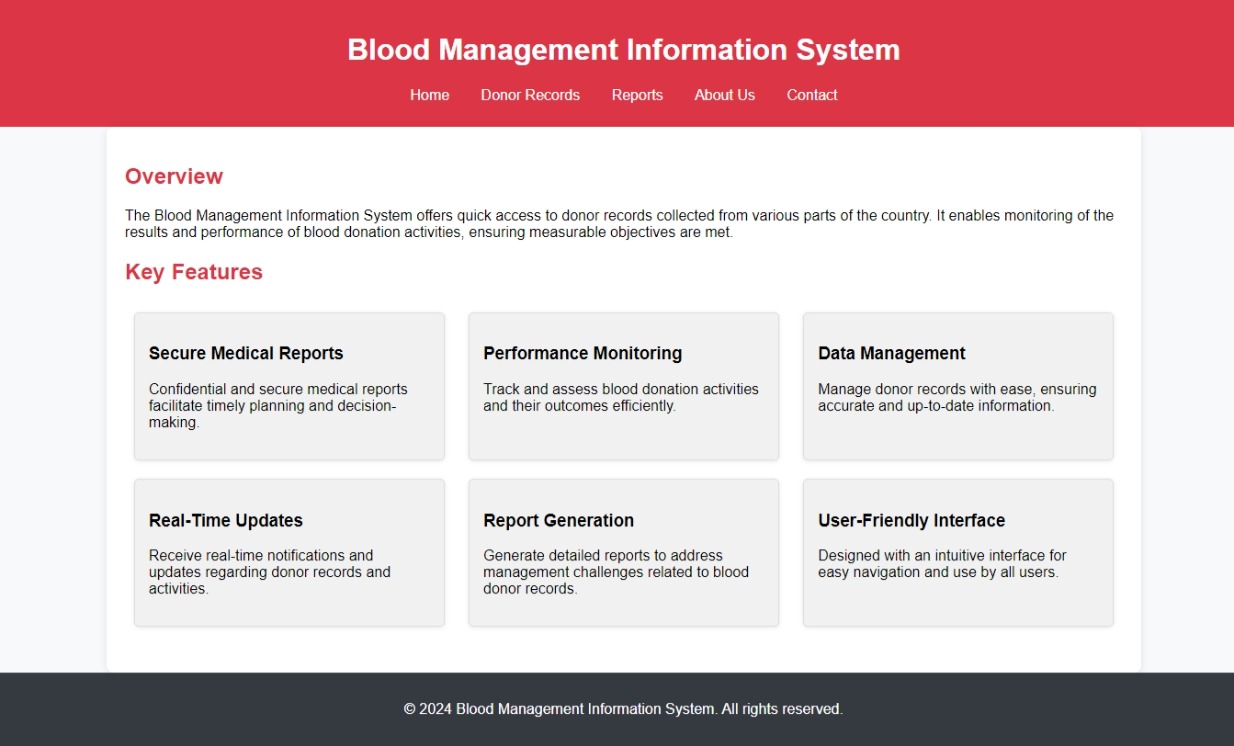 Blood Management Information System
Home Donor Records Reports About Us Contact
Overview
The Blood Management Information System offers quick access to donor records collected from various parts of the country. It enables monitoring of the
results and performance of blood donation activities, ensuring measurable objectives are met.
Key Features
Secure Medical Reports
Confidential and secure medical reports
facilitate timely planning and decision-
making.
Performance Monitoring
Track and assess blood donation activities
and their outcomes efficiently.
Data Management
Manage donor records with ease, ensuring
accurate and up-to-date information.
Real-Time Updates
Receive real-time notifications and
updates regarding donor records and
activities.
Report Generation
Generate detailed reports to address
management challenges related to blood
donor records.
User-Friendly Interface
Designed with an intuitive interface for
easy navigation and use by all users.
© 2024 Blood Management Information System. All rights reserved.